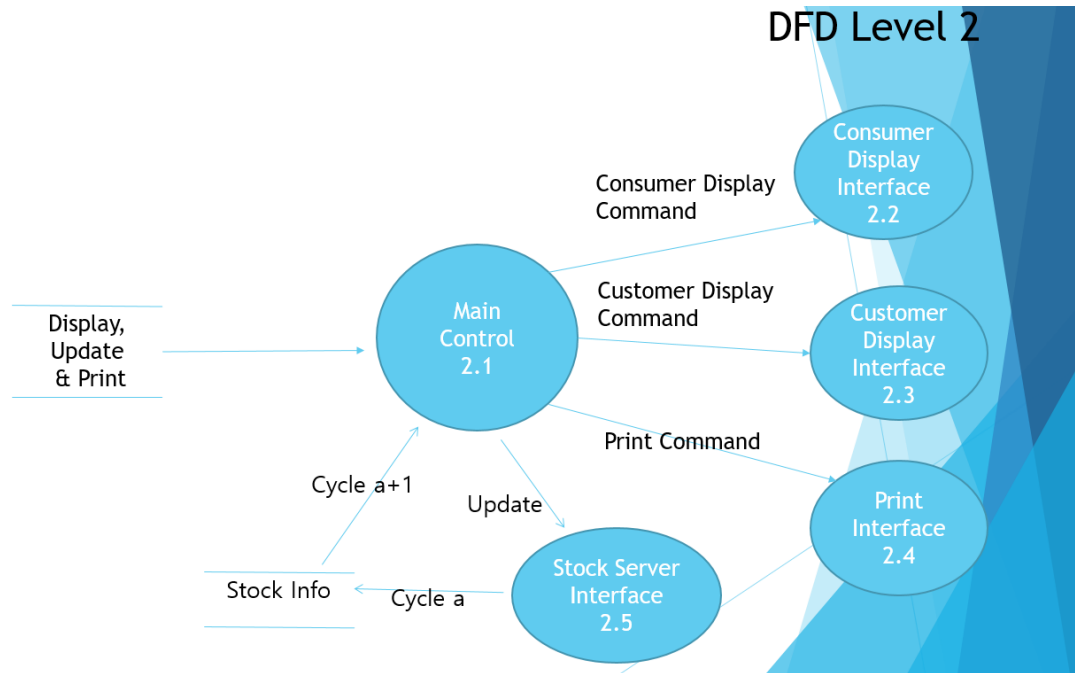 DFD Level 2
Consumer
Display
Interface
2.2
Consumer Display
Command
Customer Display
Command
Main
Control
2.1
Customer
Display
Interface
2.3
Display,
Update
& Print
Print Command
Cycle a+1
Update
Print
Interface
2.4
Stock Info
Cycle a
Stock Server
Interface
2.5